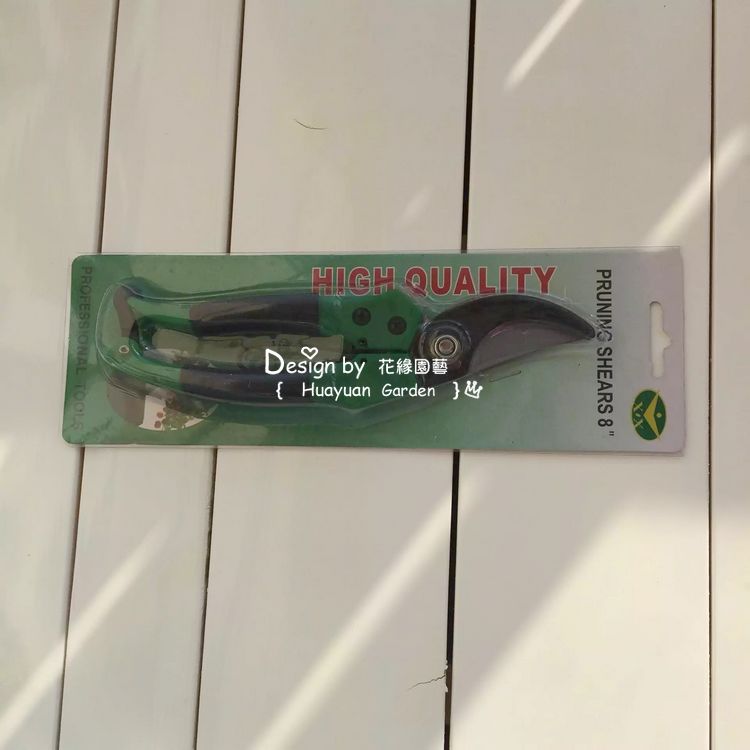 HIGH QUALITY
PRUNING SHEARS 8"
PROFESSIONAL TOOLS
Design by 花緣園藝
{ Huayuan Garden }